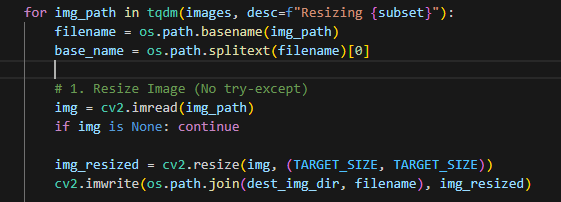 for img_path in tqdm(images, desc=f"Resizing {subset}"):
    filename = os.path.basename(img_path)
    base_name = os.path.splitext(filename)[0]

    # 1. Resize Image (No try-except)
    img = cv2.imread(img_path)
    if img is None: continue

    img_resized = cv2.resize(img, (TARGET_SIZE, TARGET_SIZE))
    cv2.imwrite(os.path.join(dest_img_dir, filename), img_resized)